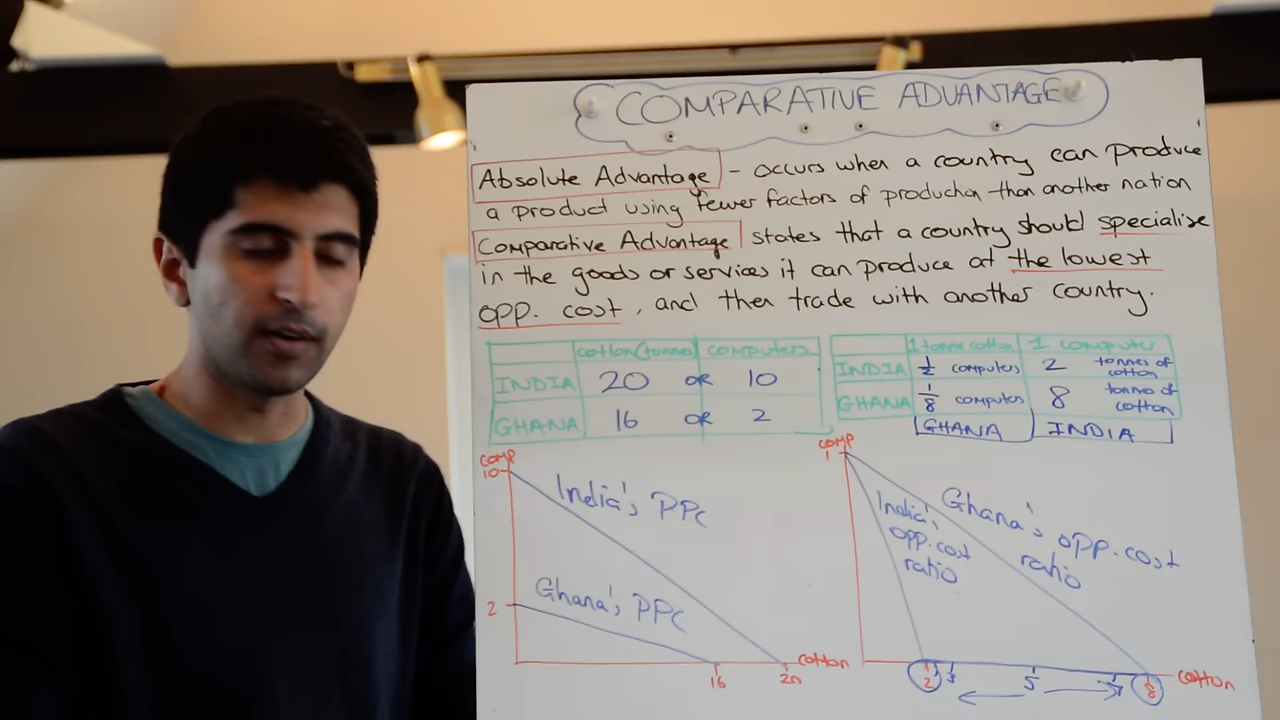 COMPARATIVE ADVANTAGE
Absolute Advantage - occurs when a country can produce
a product using fewer factors of production than another nation
Comparative Advantage states that a country should specialise
in the goods or services it can produce at the lowest
opp. cost, and then trade with another country.
cotton (tonnes) computers
INDIA 20 OR 10
GHANA 16 OR 2
1 tonne cotton 1 computer
INDIA 1/2 computers 2 tonnes of cotton
GHANA 1/8 computer 8 tonnes of cotton
GHANA INDIA
comp
10
India's PPC
2
Ghana's PPC
16 20 cotton
comp
1
India's opp. cost ratio
Ghana's opp. cost ratio
2 3 5 7 8 cotton